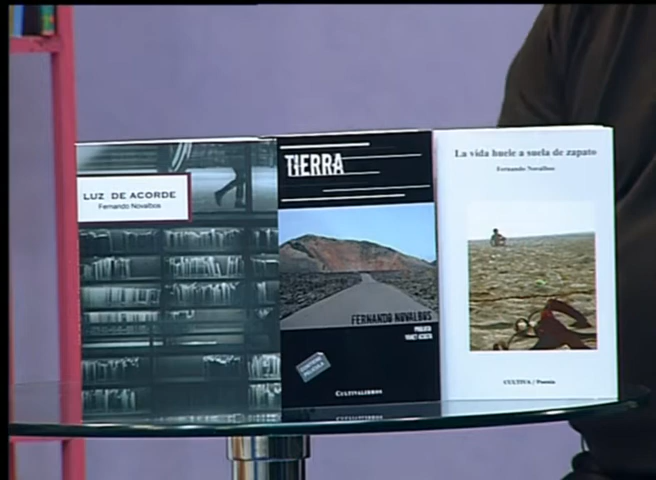 LUZ DE ACORDE
Fernando Novalbos
TIERRA
FERNANDO NOVALBOS
CULTIVALIBROS
La vida huele a suela de zapato
Fernando Novalbos
CULTIVA / Poesía